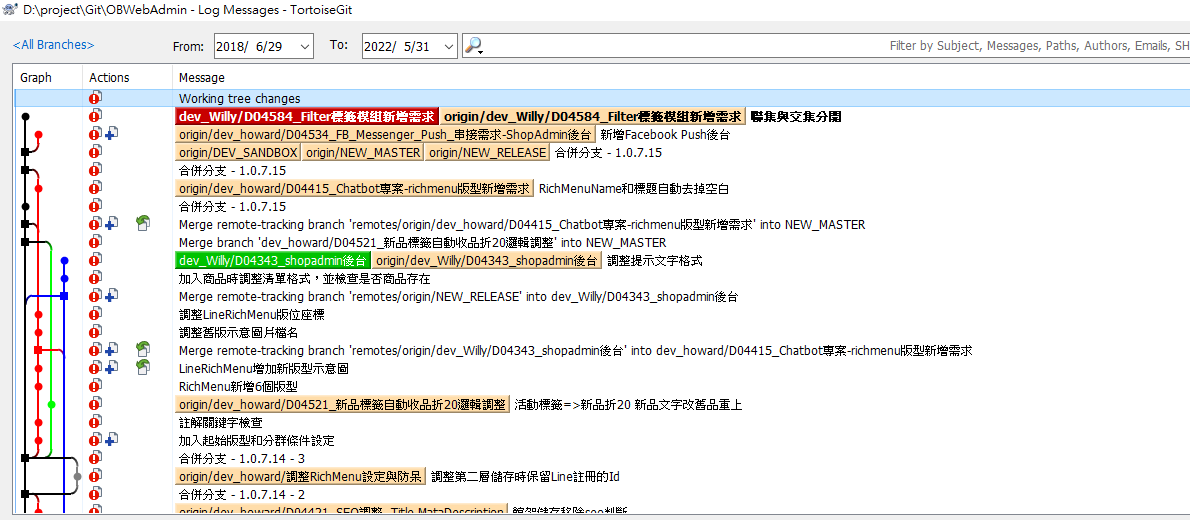 D:\project\Git\OBWebAdmin - Log Messages - TortoiseGit
<All Branches> From: 2018/ 6/29 To: 2022/ 5/31 Filter by Subject, Messages, Paths, Authors, Emails, SH
Graph Actions Message
Working tree changes
dev_Willy/D04584_Filter標籤模組新增需求 origin/dev_Willy/D04584_Filter標籤模組新增需求 聯集與交集分開
origin/dev_howard/D04534_FB_Messenger_Push_串接需求-ShopAdmin後台 新增Facebook Push後台
origin/DEV_SANDBOX origin/NEW_MASTER origin/NEW_RELEASE 合併分支 - 1.0.7.15
合併分支 - 1.0.7.15
origin/dev_howard/D04415_Chatbot專案-richmenu版型新增需求 RichMenuName和標題自動去掉空白
合併分支 - 1.0.7.15
Merge remote-tracking branch 'remotes/origin/dev_howard/D04415_Chatbot專案-richmenu版型新增需求' into NEW_MASTER
Merge branch 'dev_howard/D04521_新品標籤自動收品折20邏輯調整' into NEW_MASTER
dev_Willy/D04343_shopadmin後台 origin/dev_Willy/D04343_shopadmin後台 調整提示文字格式
加入商品時調整清單格式，並檢查是否商品存在
Merge remote-tracking branch 'remotes/origin/NEW_RELEASE' into dev_Willy/D04343_shopadmin後台
調整LineRichMenu版位座標
調整舊版示意圖片檔名
Merge remote-tracking branch 'remotes/origin/dev_Willy/D04343_shopadmin後台' into dev_howard/D04415_Chatbot專案-richmenu版型新增需求
LineRichMenu增加新版型示意圖
RichMenu新增6個版型
origin/dev_howard/D04521_新品標籤自動收品折20邏輯調整 活動標籤=>新品折20 新品文字改舊品重上
註解關鍵字檢查
加入起始版型和分群條件設定
合併分支 - 1.0.7.14 - 3
origin/dev_howard/調整RichMenu設定與防呆 調整第二層儲存時保留Line註冊的Id
合併分支 - 1.0.7.14 - 2
origin/dev_howard/D04421_SEO調整_Title,MataDescription 館架儲存移除seo判斷